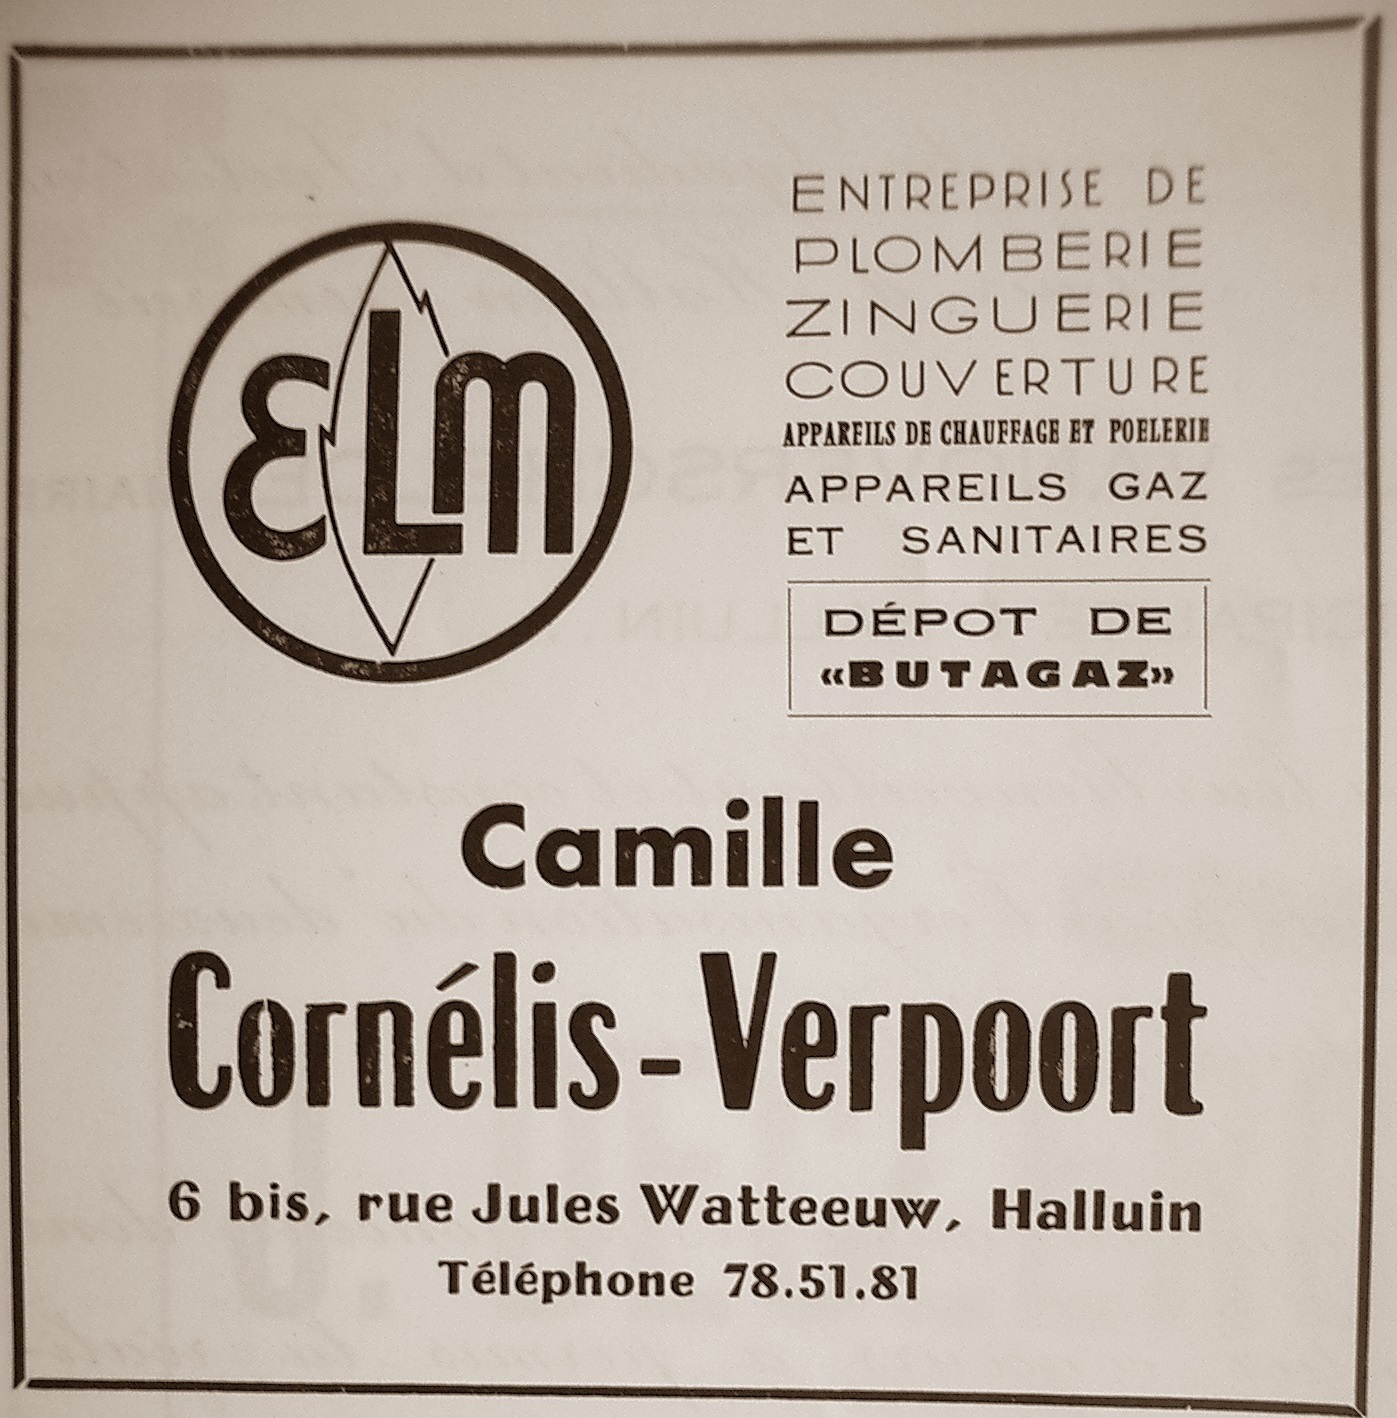 ELM
ENTREPRISE DE
PLOMBERIE
ZINGUERIE
COUVERTURE
APPAREILS DE CHAUFFAGE ET POELERIE
APPAREILS GAZ
ET SANITAIRES
DÉPOT DE
«BUTAGAZ»
Camille
Cornélis-Verpoort
6 bis, rue Jules Watteeuw, Halluin
Téléphone 78.51.81